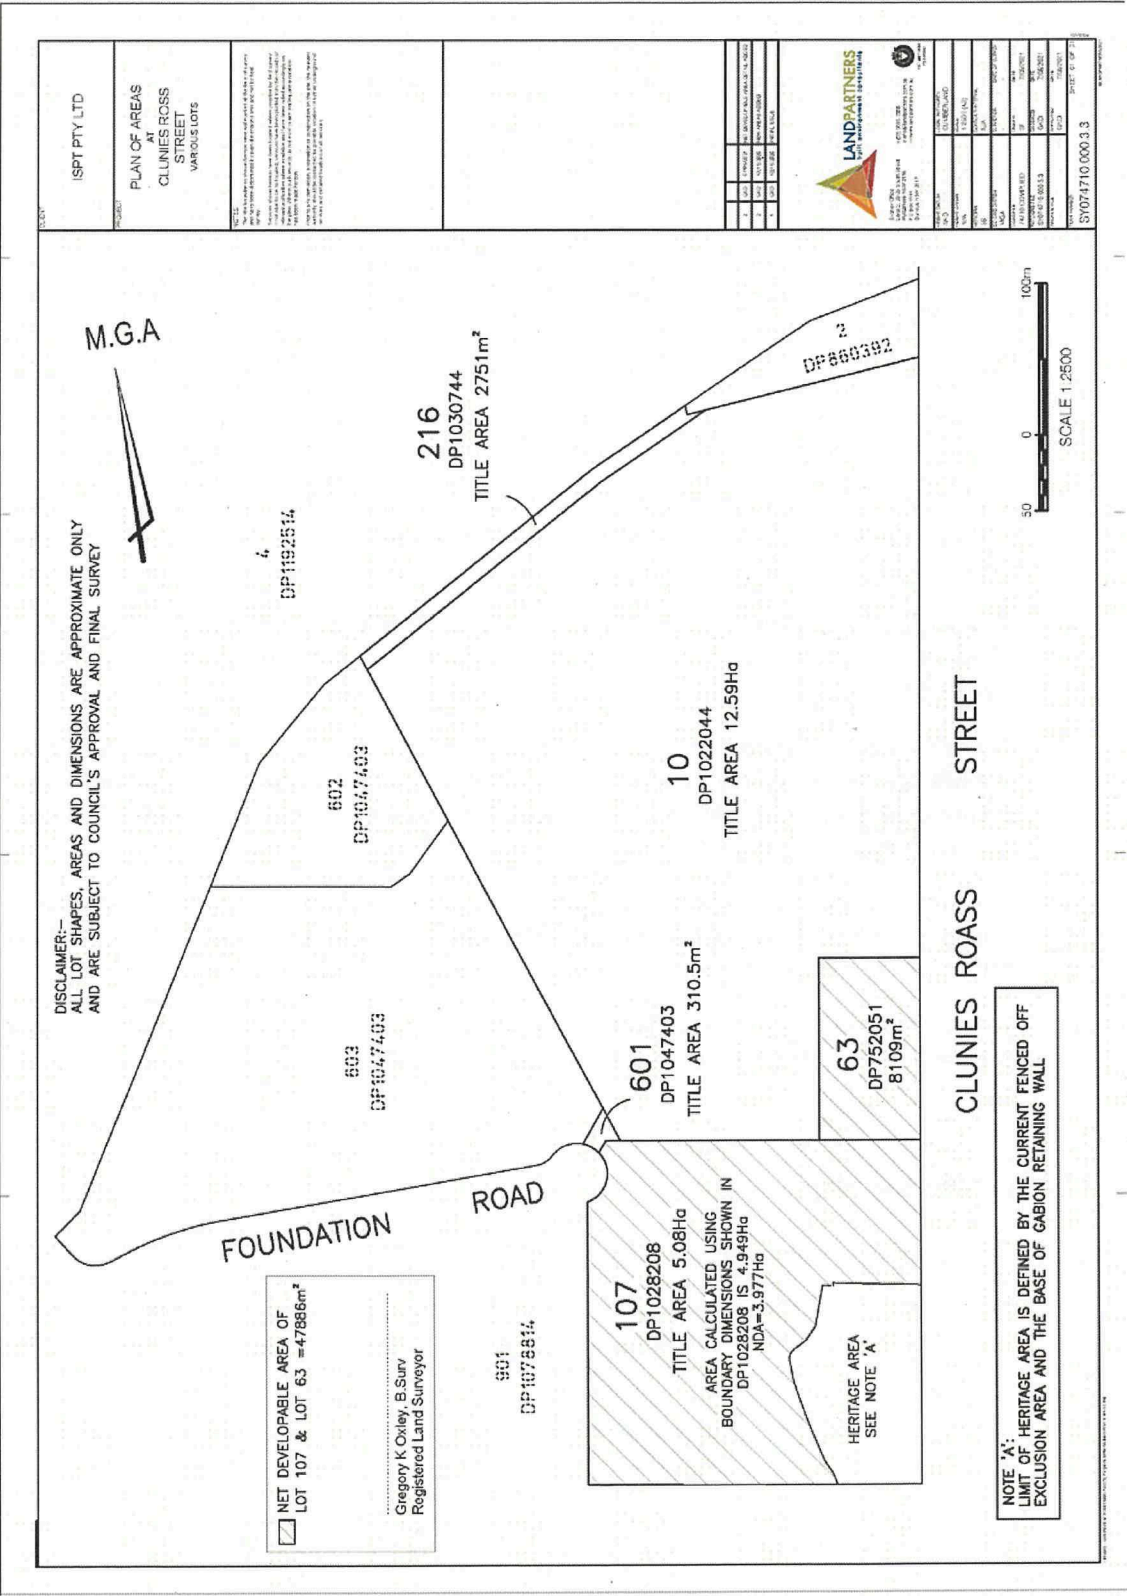 DISCLAIMER:-
ALL LOT SHAPES, AREAS AND DIMENSIONS ARE APPROXIMATE ONLY
AND ARE SUBJECT TO COUNCIL'S APPROVAL AND FINAL SURVEY
M.G.A
4
DP1192514
216
DP1030744
TITLE AREA 2751m²
2
DP860392
602
DP1047403
603
DP1047403
10
DP1022044
TITLE AREA 12.59Ha
601
DP1047403
TITLE AREA 310.5m²
63
DP752051
8109m²
FOUNDATION ROAD
NET DEVELOPABLE AREA OF
LOT 107 & LOT 63 =47886m²
Gregory K Oxley, B.Surv
Registered Land Surveyor
901
DP1078814
107
DP1028208
TITLE AREA 5.08Ha
AREA CALCULATED USING
BOUNDARY DIMENSIONS SHOWN IN
DP1028208 IS 4.949Ha
NDA=3.977Ha
HERITAGE AREA
SEE NOTE 'A'
CLUNIES ROASS STREET
NOTE 'A':
LIMIT OF HERITAGE AREA IS DEFINED BY THE CURRENT FENCED OFF
EXCLUSION AREA AND THE BASE OF GABION RETAINING WALL
50 0 100m
SCALE 1:2500
ISPT PTY LTD
PLAN OF AREAS
AT
CLUNIES ROSS
STREET
VARIOUS LOTS
LANDPARTNERS
built environment consultants
CUMBERLAND
SY074710.000.3.3